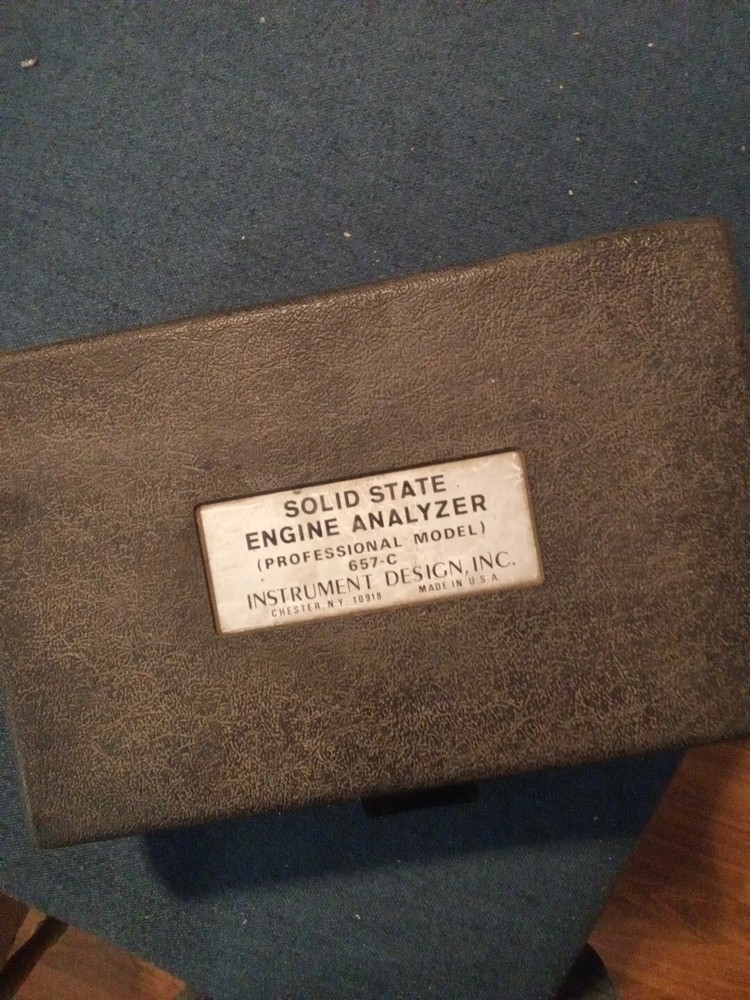 SOLID STATE
ENGINE ANALYZER
(PROFESSIONAL MODEL)
657-C
INSTRUMENT DESIGN, INC.
CHESTER, N.Y. 10918 MADE IN U.S.A.